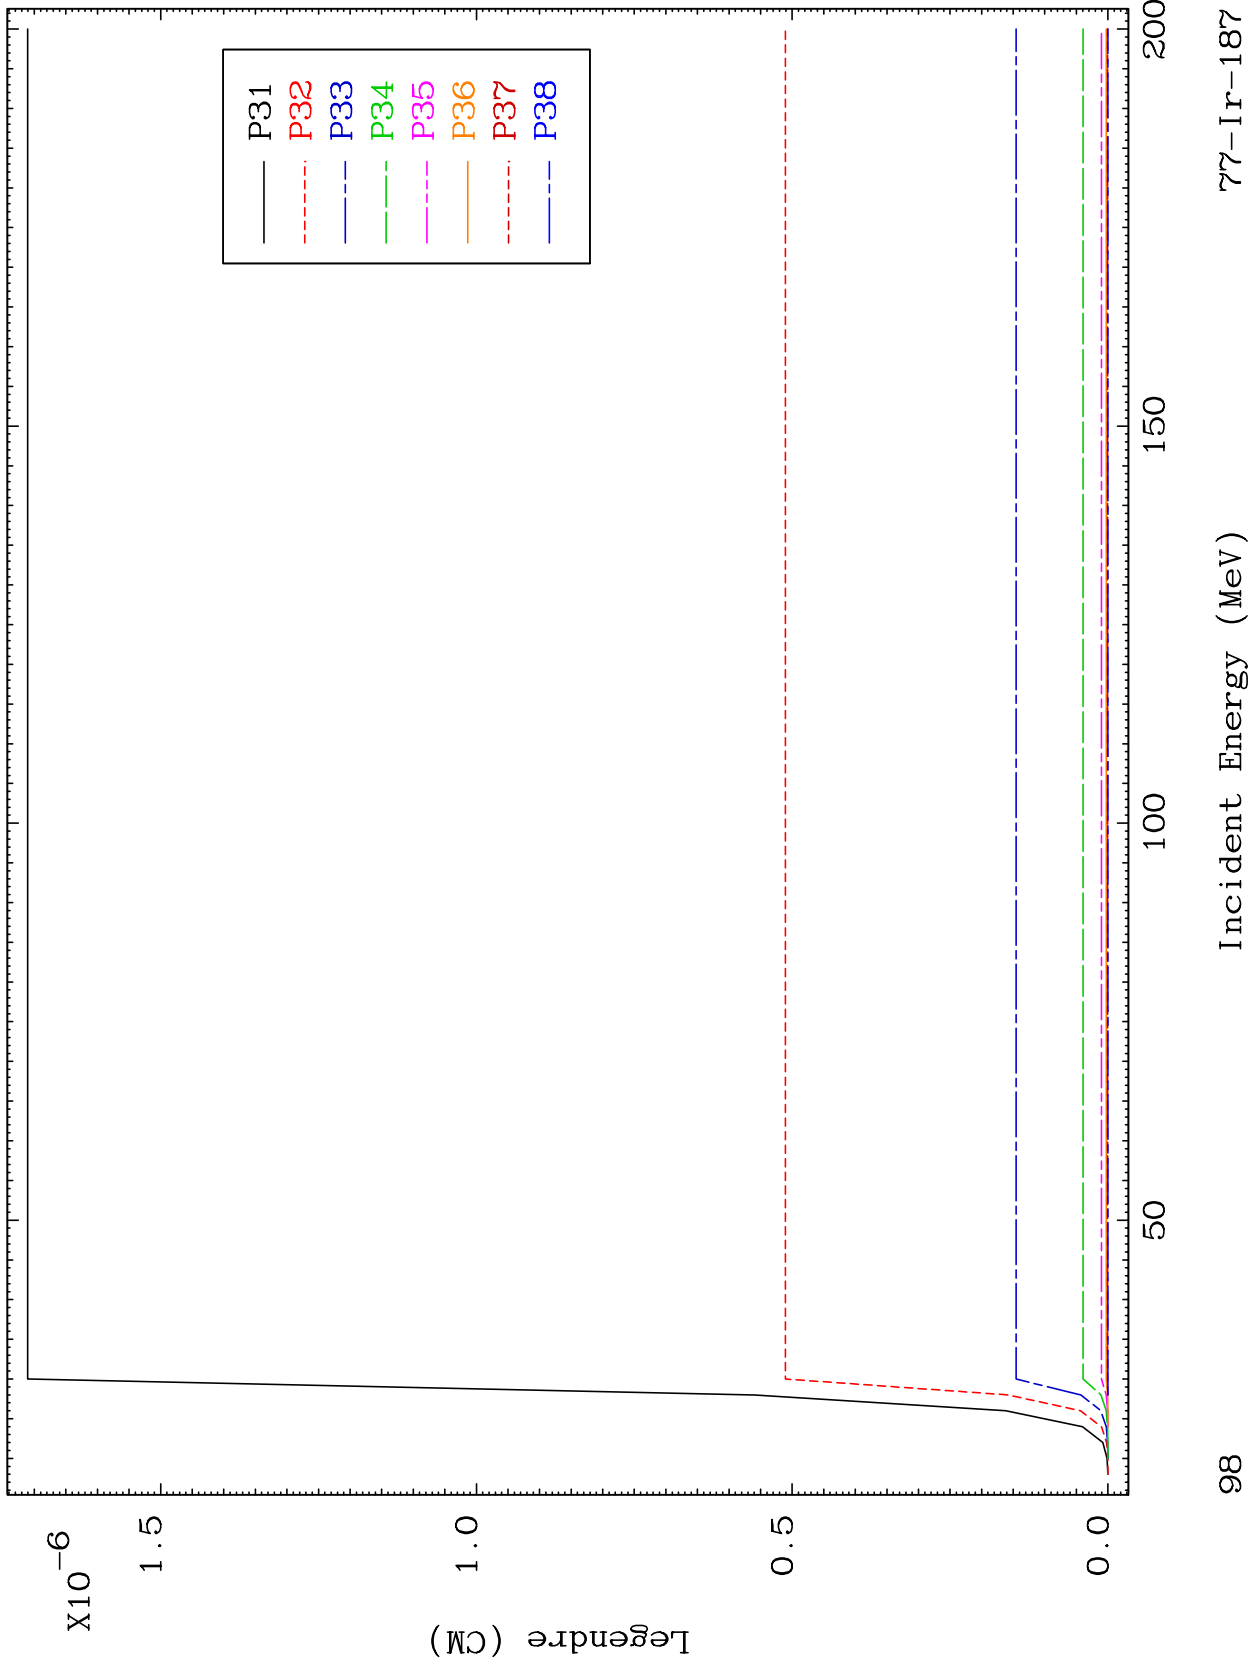 X10-6
1.5
1.0
0.5
0.0
Legendre (CM)
P31
P32
P33
P34
P35
P36
P37
P38
50
100
150
200
Incident Energy (MeV)
98
77-Ir-187